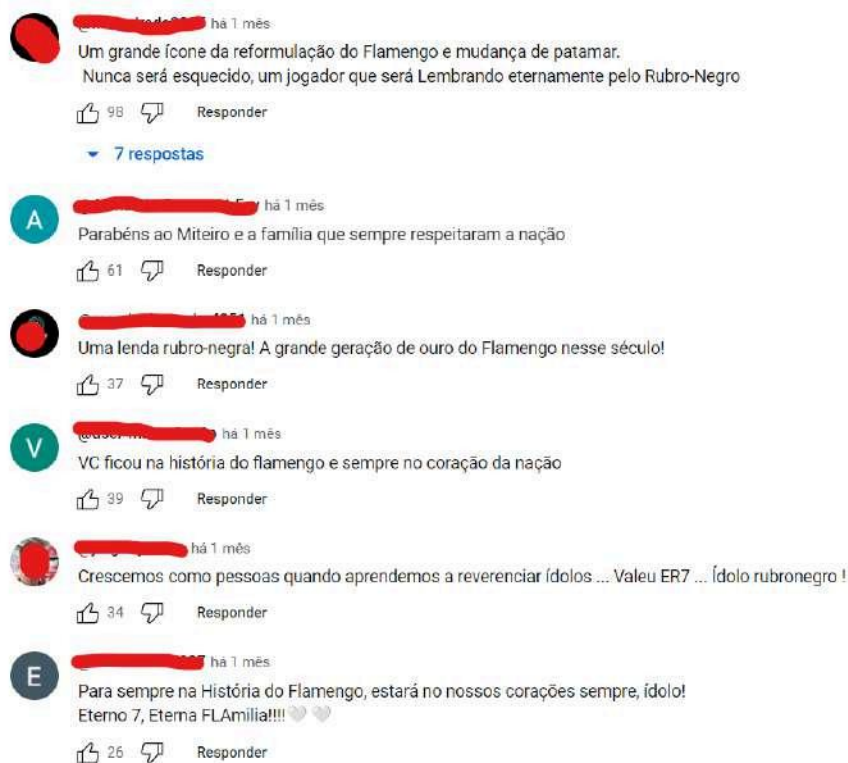 há 1 mês
Um grande ícone da reformulação do Flamengo e mudança de patamar.
Nunca será esquecido, um jogador que será Lembrando eternamente pelo Rubro-Negro
98 Responder
7 respostas
A
há 1 mês
Parabéns ao Miteiro e a família que sempre respeitaram a nação
61 Responder
há 1 mês
Uma lenda rubro-negra! A grande geração de ouro do Flamengo nesse século!
37 Responder
V
há 1 mês
VC ficou na história do flamengo e sempre no coração da nação
39 Responder
há 1 mês
Crescemos como pessoas quando aprendemos a reverenciar ídolos ... Valeu ER7 ... Ídolo rubronegro !
34 Responder
E
há 1 mês
Para sempre na História do Flamengo, estará no nossos corações sempre, ídolo!
Eterno 7, Eterna FLAmilia!!!!🤍 🤍
26 Responder